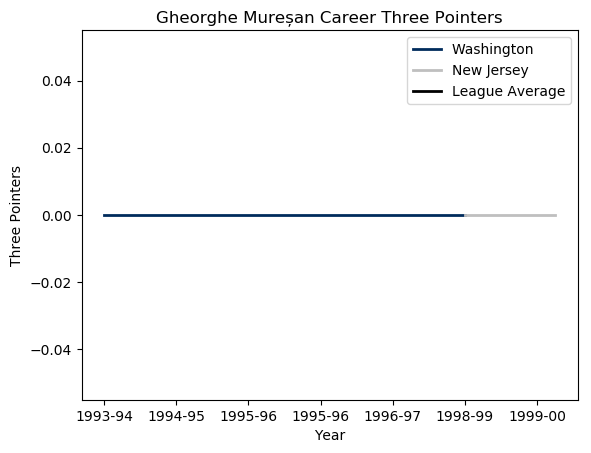 Gheorghe Mureșan Career Three Pointers
Washington
New Jersey
League Average
0.04
0.02
0.00
−0.02
−0.04
Three Pointers
1993-94 1994-95 1995-96 1995-96 1996-97 1998-99 1999-00
Year